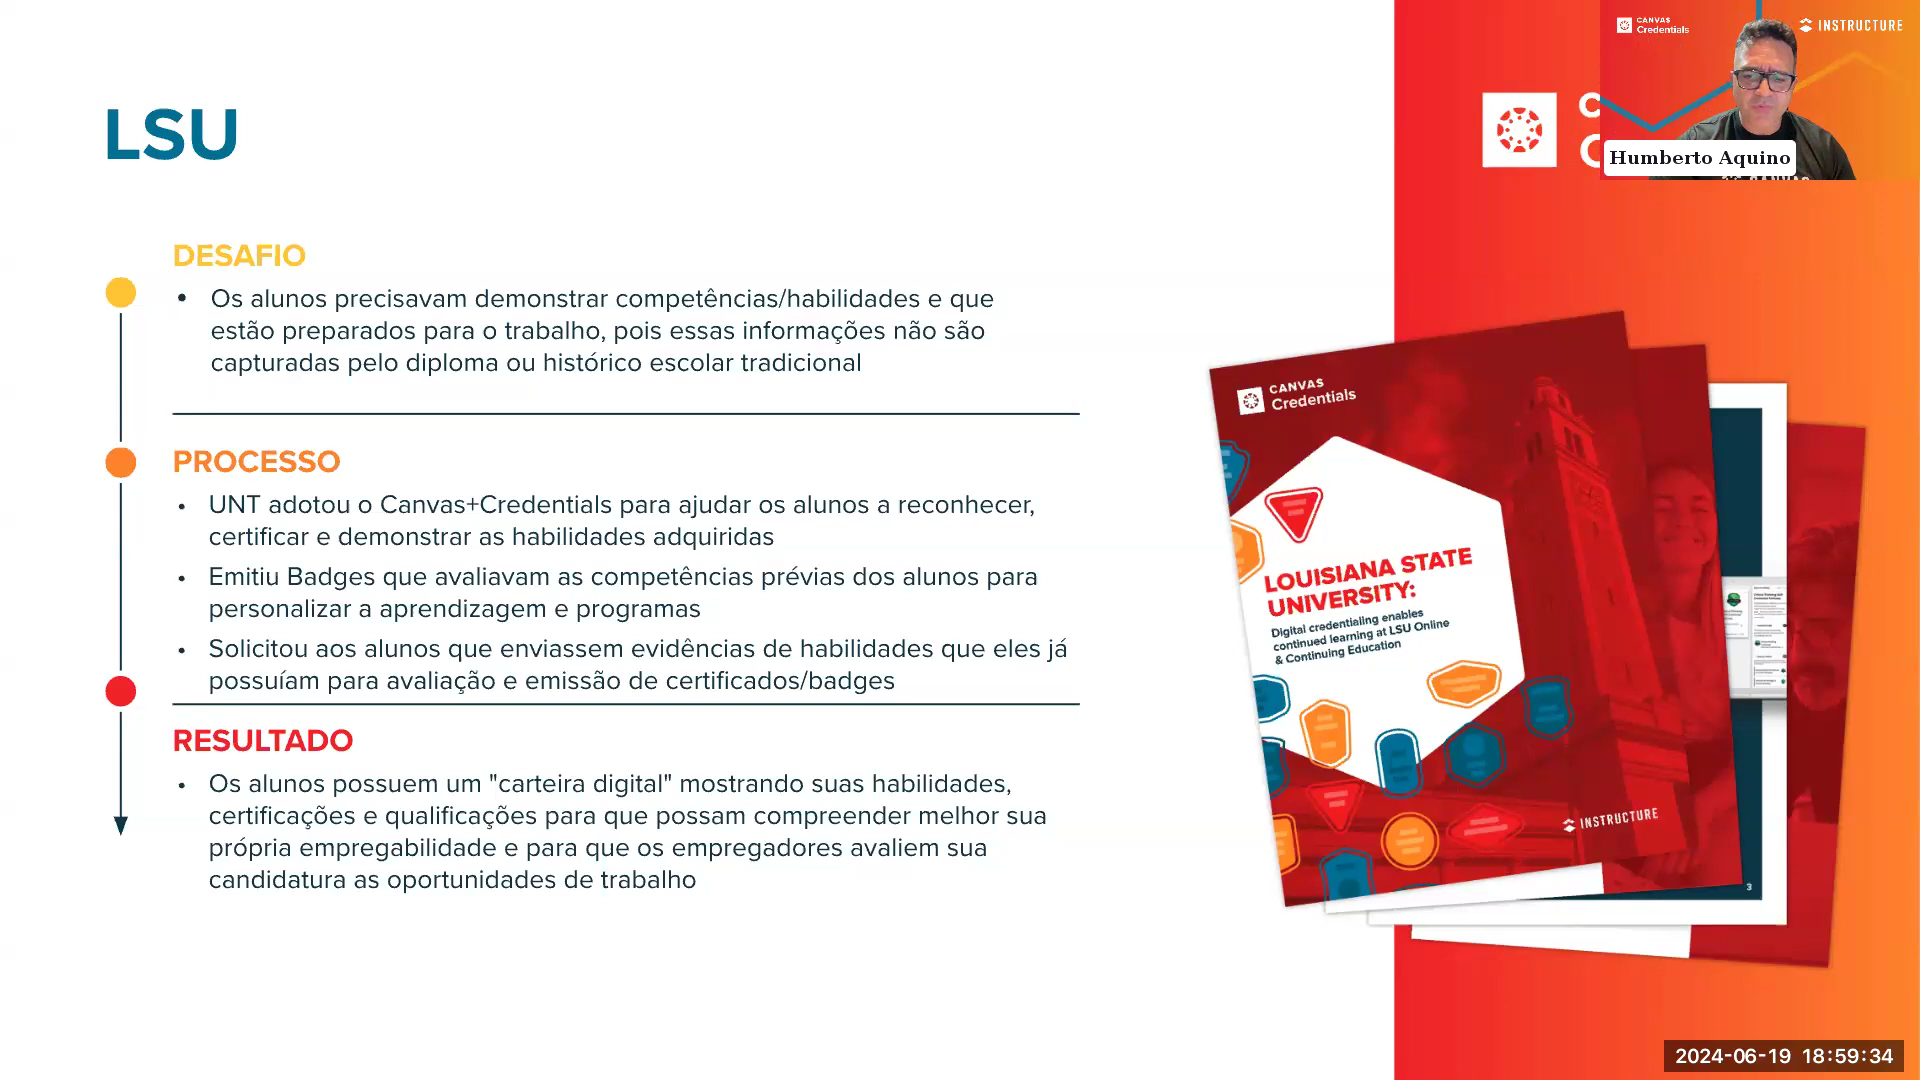 CANVAS
Credentials
INSTRUCTURE
Humberto Aquino
LSU
DESAFIO
• Os alunos precisavam demonstrar competências/habilidades e que
estão preparados para o trabalho, pois essas informações não são
capturadas pelo diploma ou histórico escolar tradicional
PROCESSO
• UNT adotou o Canvas+Credentials para ajudar os alunos a reconhecer,
certificar e demonstrar as habilidades adquiridas
• Emitiu Badges que avaliavam as competências prévias dos alunos para
personalizar a aprendizagem e programas
• Solicitou aos alunos que enviassem evidências de habilidades que eles já
possuíam para avaliação e emissão de certificados/badges
RESULTADO
• Os alunos possuem um "carteira digital" mostrando suas habilidades,
certificações e qualificações para que possam compreender melhor sua
própria empregabilidade e para que os empregadores avaliem sua
candidatura as oportunidades de trabalho
CANVAS
Credentials
LOUISIANA STATE
UNIVERSITY:
Digital credentialing enables
continued learning at LSU Online
& Continuing Education
INSTRUCTURE
3
2024-06-19 18:59:34